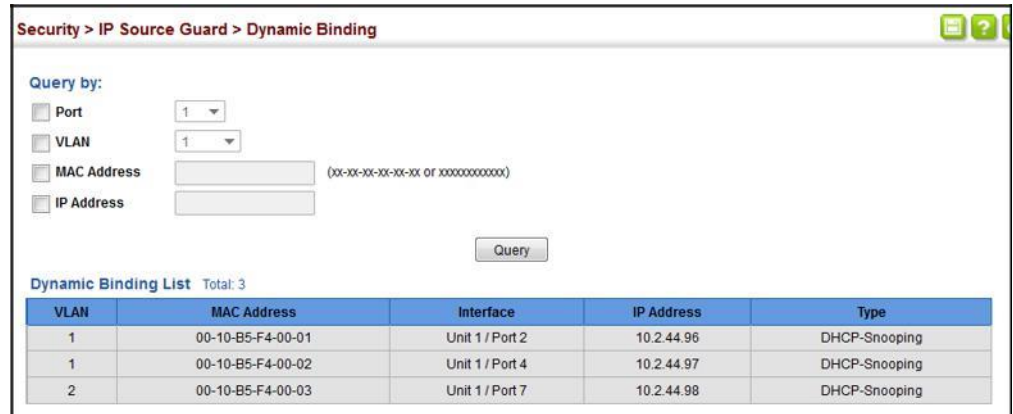 Security > IP Source Guard > Dynamic Binding
?
Query by:
Port 1
VLAN 1
MAC Address (xx-xx-xx-xx-xx-xx or xxxxxxxxxxxx)
IP Address
Query
Dynamic Binding List Total: 3
VLAN MAC Address Interface IP Address Type
1 00-10-B5-F4-00-01 Unit 1 / Port 2 10.2.44.96 DHCP-Snooping
1 00-10-B5-F4-00-02 Unit 1 / Port 4 10.2.44.97 DHCP-Snooping
2 00-10-B5-F4-00-03 Unit 1 / Port 7 10.2.44.98 DHCP-Snooping